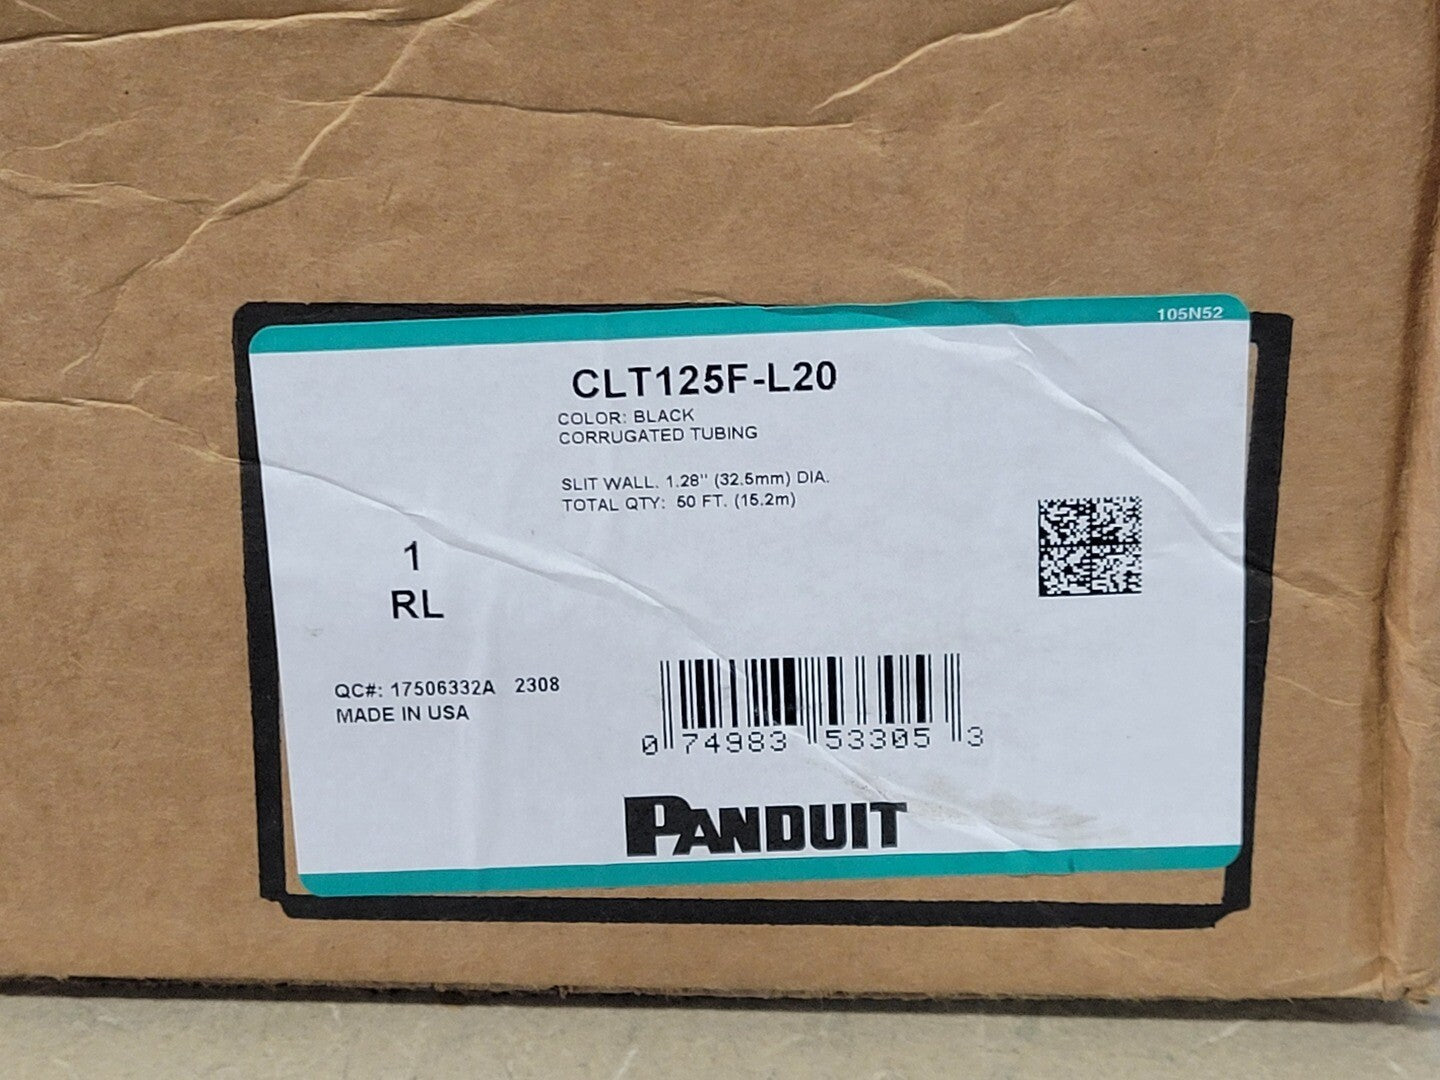 105N52
CLT125F-L20
COLOR: BLACK
CORRUGATED TUBING
SLIT WALL. 1.28" (32.5mm) DIA.
TOTAL QTY: 50 FT. (15.2m)
1
RL
QC#: 17506332A 2308
MADE IN USA
0 74983 53305 3
PANDUIT